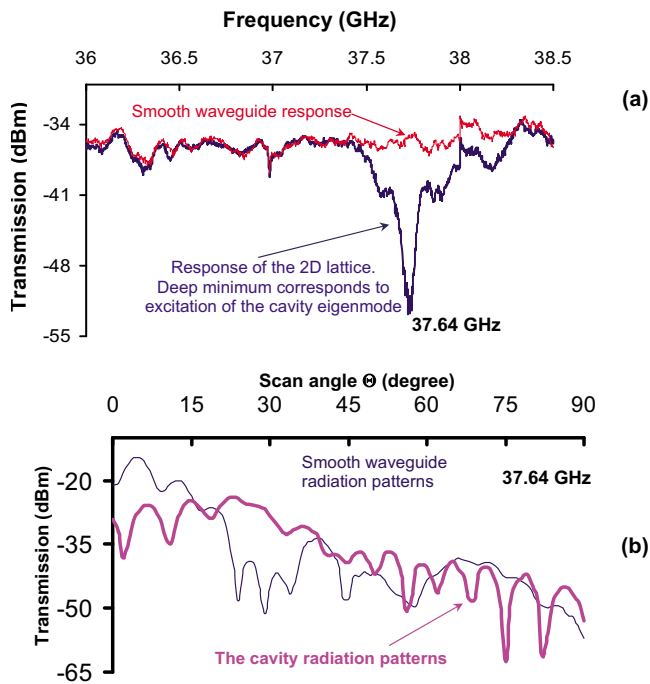 Frequency (GHz)
36 36.5 37 37.5 38 38.5
(a)
Transmission (dBm)
-34
-41
-48
-55
Smooth waveguide response
Response of the 2D lattice.
Deep minimum corresponds to
excitation of the cavity eigenmode
37.64 GHz
Scan angle Θ (degree)
0 15 30 45 60 75 90
Transmission (dBm)
-20
-35
-50
-65
Smooth waveguide
radiation patterns
37.64 GHz
(b)
The cavity radiation patterns